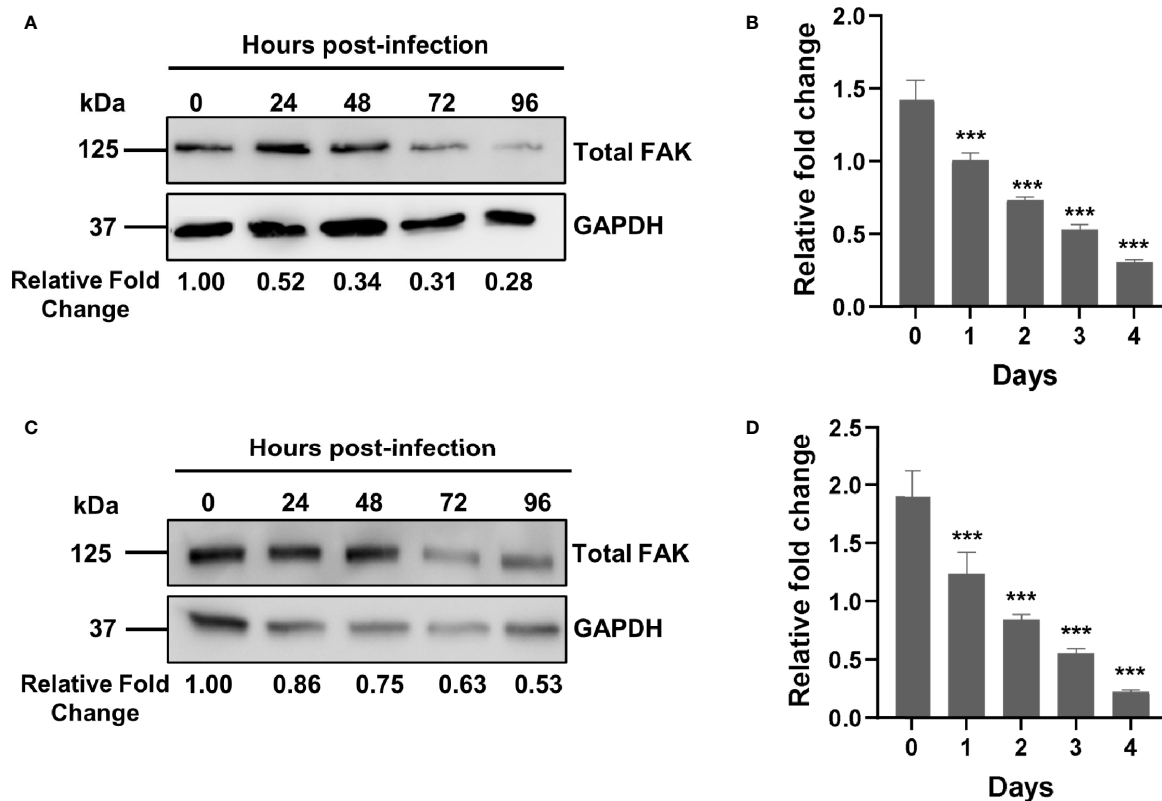 A
Hours post-infection
kDa 0 24 48 72 96
125 Total FAK
37 GAPDH
Relative Fold 1.00 0.52 0.34 0.31 0.28
Change
B
Relative fold change
2.0
1.5
1.0
0.5
0.0
***
***
***
***
0 1 2 3 4
Days
C
Hours post-infection
kDa 0 24 48 72 96
125 Total FAK
37 GAPDH
Relative Fold 1.00 0.86 0.75 0.63 0.53
Change
D
Relative fold change
2.5
2.0
1.5
1.0
0.5
0.0
***
***
***
***
0 1 2 3 4
Days